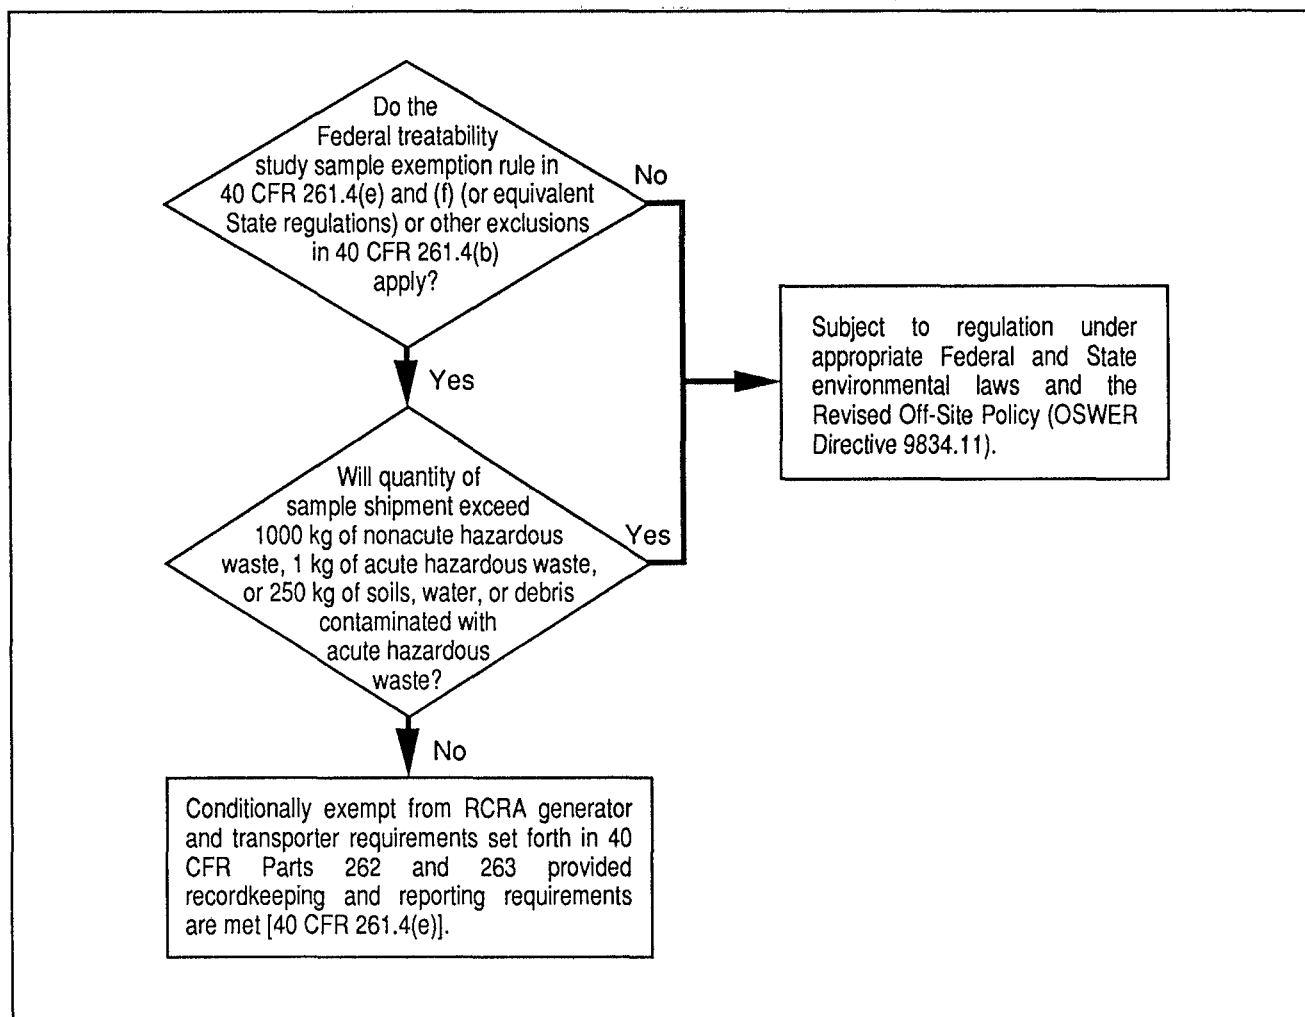 Do the
Federal treatability
study sample exemption rule in
40 CFR 261.4(e) and (f) (or equivalent
State regulations) or other exclusions
in 40 CFR 261.4(b)
apply?
No
Yes
Subject to regulation under
appropriate Federal and State
environmental laws and the
Revised Off-Site Policy (OSWER
Directive 9834.11).
Will quantity of
sample shipment exceed
1000 kg of nonacute hazardous
waste, 1 kg of acute hazardous waste,
or 250 kg of soils, water, or debris
contaminated with
acute hazardous
waste?
Yes
No
Conditionally exempt from RCRA generator
and transporter requirements set forth in 40
CFR Parts 262 and 263 provided
recordkeeping and reporting requirements
are met [40 CFR 261.4(e)].